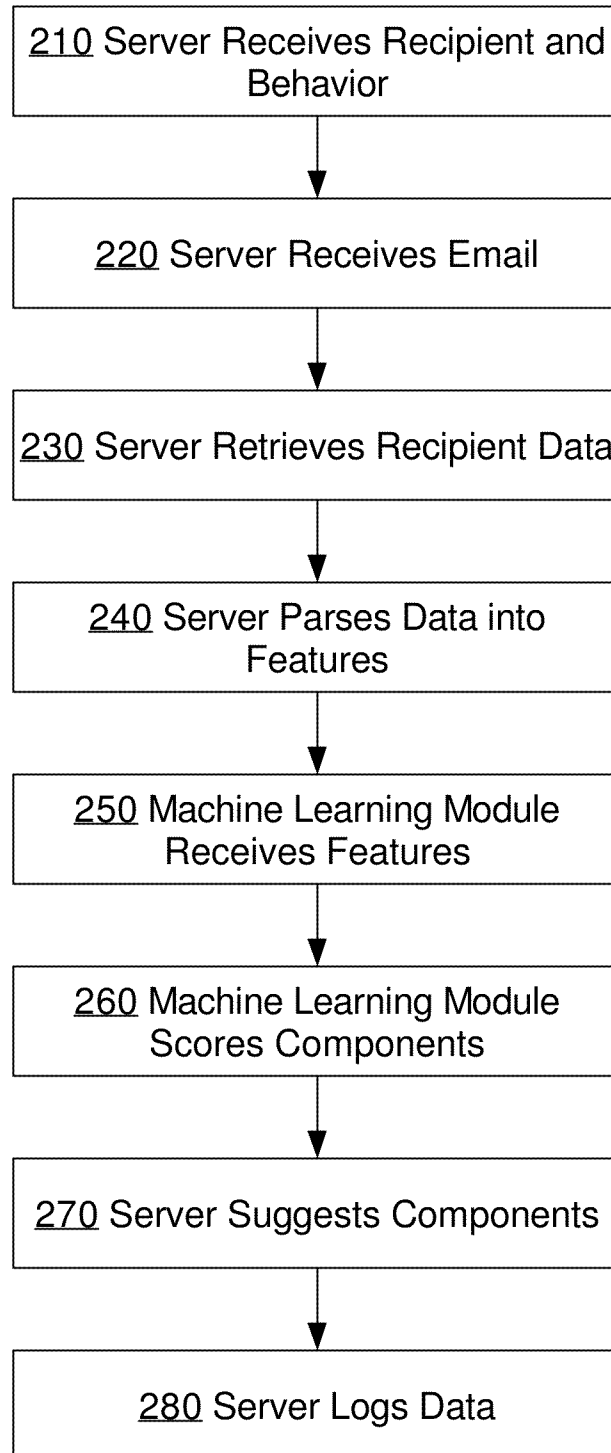 210 Server Receives Recipient and
Behavior
220 Server Receives Email
230 Server Retrieves Recipient Data
240 Server Parses Data into
Features
250 Machine Learning Module
Receives Features
260 Machine Learning Module
Scores Components
270 Server Suggests Components
280 Server Logs Data